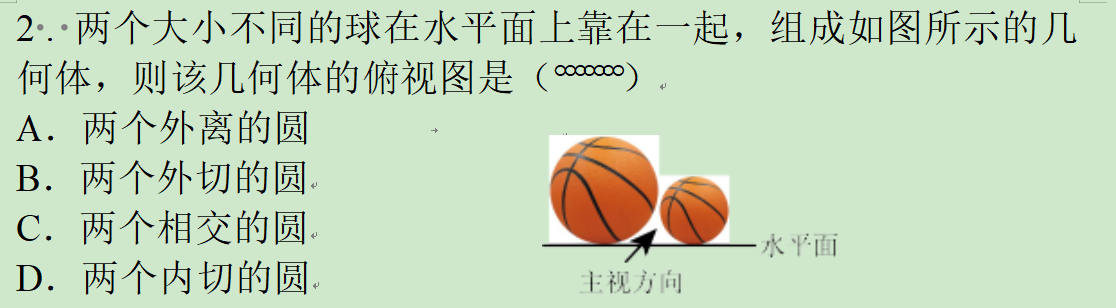 2. 两个大小不同的球在水平面上靠在一起，组成如图所示的几
何体，则该几何体的俯视图是（ ）
A．两个外离的圆
B．两个外切的圆
C．两个相交的圆
D．两个内切的圆
水平面
主视方向